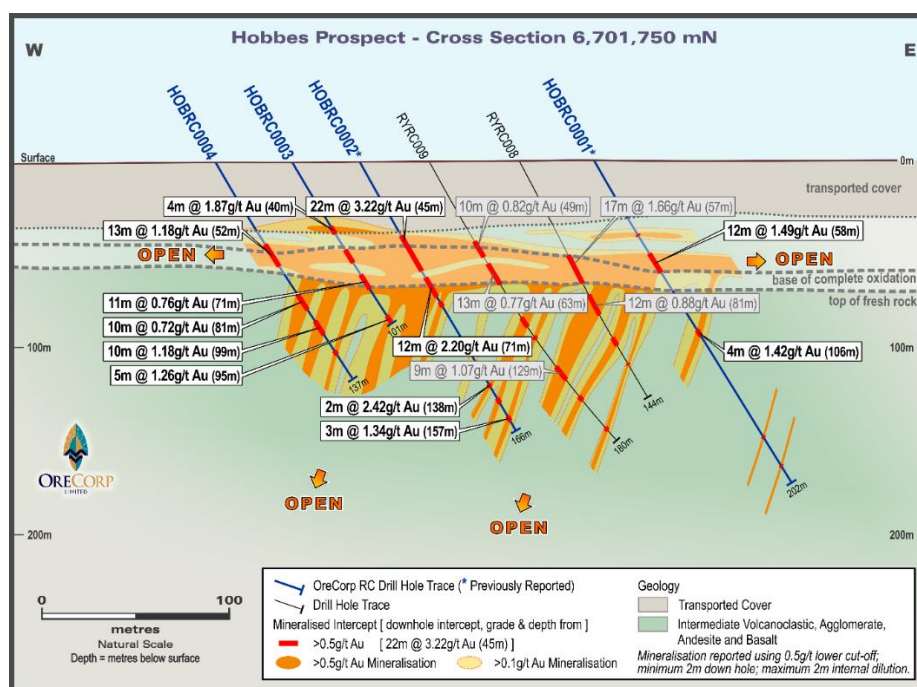 Hobbes Prospect - Cross Section 6,701,750 mN
W
E
HOBRC0004
HOBRC0003
HOBRC0002*
RYRC009
RYRC008
HOBRC0001*
Surface
0m
transported cover
4m @ 1.87g/t Au (40m)
22m @ 3.22g/t Au (45m)
10m @ 0.82g/t Au (49m)
17m @ 1.66g/t Au (57m)
13m @ 1.18g/t Au (52m)
12m @ 1.49g/t Au (58m)
OPEN
OPEN
base of complete oxidation
top of fresh rock
11m @ 0.76g/t Au (71m)
13m @ 0.77g/t Au (63m)
12m @ 0.88g/t Au (81m)
10m @ 0.72g/t Au (81m)
101m
100m
12m @ 2.20g/t Au (71m)
4m @ 1.42g/t Au (106m)
100m
10m @ 1.18g/t Au (99m)
9m @ 1.07g/t Au (129m)
5m @ 1.26g/t Au (95m)
137m
144m
2m @ 2.42g/t Au (138m)
3m @ 1.34g/t Au (157m)
166m
180m
202m
ORECORP
LIMITED
OPEN
OPEN
200m
200m
0
100
metres
Natural Scale
Depth = metres below surface
OreCorp RC Drill Hole Trace (* Previously Reported)
Drill Hole Trace
Mineralised Intercept [ downhole intercept, grade & depth from ]
>0.5g/t Au [ 22m @ 3.22g/t Au (45m) ]
>0.5g/t Au Mineralisation
>0.1g/t Au Mineralisation
Geology
Transported Cover
Intermediate Volcanoclastic, Agglomerate,
Andesite and Basalt
Mineralisation reported using 0.5g/t lower cut-off;
minimum 2m down hole; maximum 2m internal dilution.